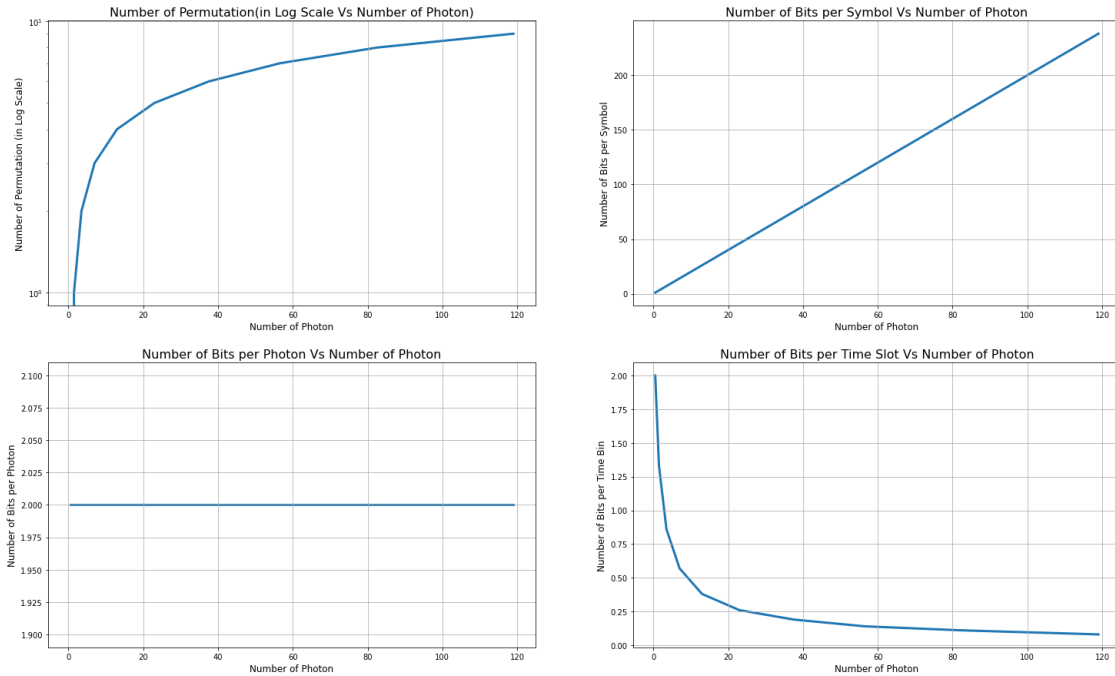 Number of Permutation(in Log Scale Vs Number of Photon)
10¹
10⁰
Number of Permutation (in Log Scale)
0 20 40 60 80 100 120
Number of Photon
Number of Bits per Symbol Vs Number of Photon
200
150
100
50
0
Number of Bits per Symbol
0 20 40 60 80 100 120
Number of Photon
Number of Bits per Photon Vs Number of Photon
2.100
2.075
2.050
2.025
2.000
1.975
1.950
1.925
1.900
Number of Bits per Photon
0 20 40 60 80 100 120
Number of Photon
Number of Bits per Time Slot Vs Number of Photon
2.00
1.75
1.50
1.25
1.00
0.75
0.50
0.25
0.00
Number of Bits per Time Bin
0 20 40 60 80 100 120
Number of Photon